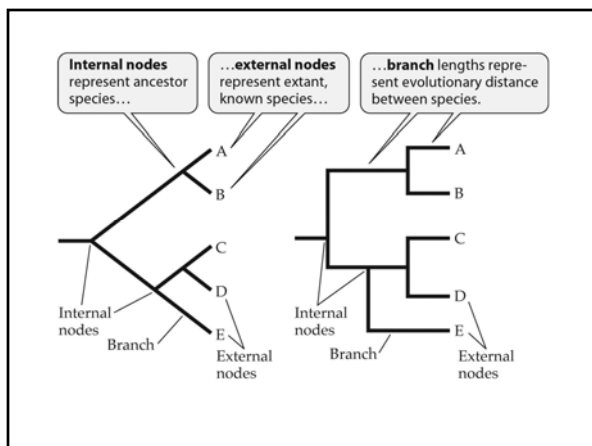 Internal nodes
represent ancestor
species…
…external nodes
represent extant,
known species…
…branch lengths repre-
sent evolutionary distance
between species.
A
B
C
D
E
Internal
nodes
Branch
External
nodes
A
B
C
D
E
Internal
nodes
Branch
External
nodes